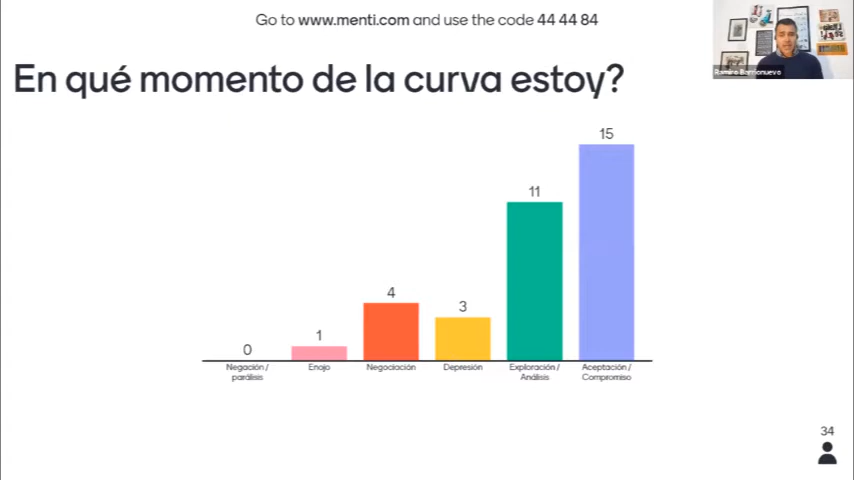 Go to www.menti.com and use the code 44 44 84
Ramiro Barrionuevo
En qué momento de la curva estoy?
15
11
4
3
1
0
Negación /
parálisis
Enojo
Negociación
Depresión
Exploración /
Análisis
Aceptación /
Compromiso
34